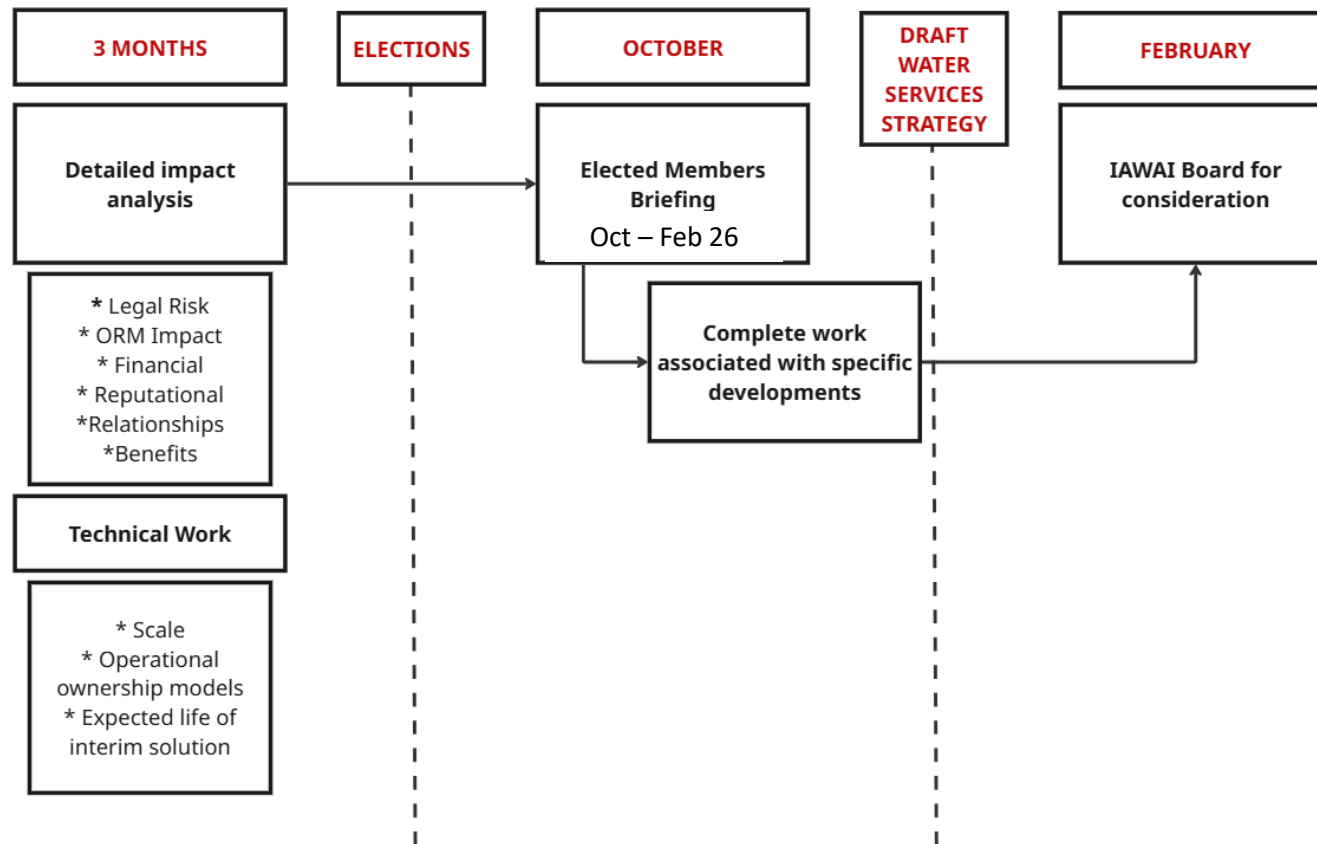 3 MONTHS
ELECTIONS
OCTOBER
DRAFT
WATER
SERVICES
STRATEGY
FEBRUARY
Detailed impact
analysis
Elected Members
Briefing
Oct – Feb 26
IAWAI Board for
consideration
* Legal Risk
* ORM Impact
* Financial
* Reputational
*Relationships
*Benefits
Complete work
associated with specific
developments
Technical Work
* Scale
* Operational
ownership models
* Expected life of
interim solution